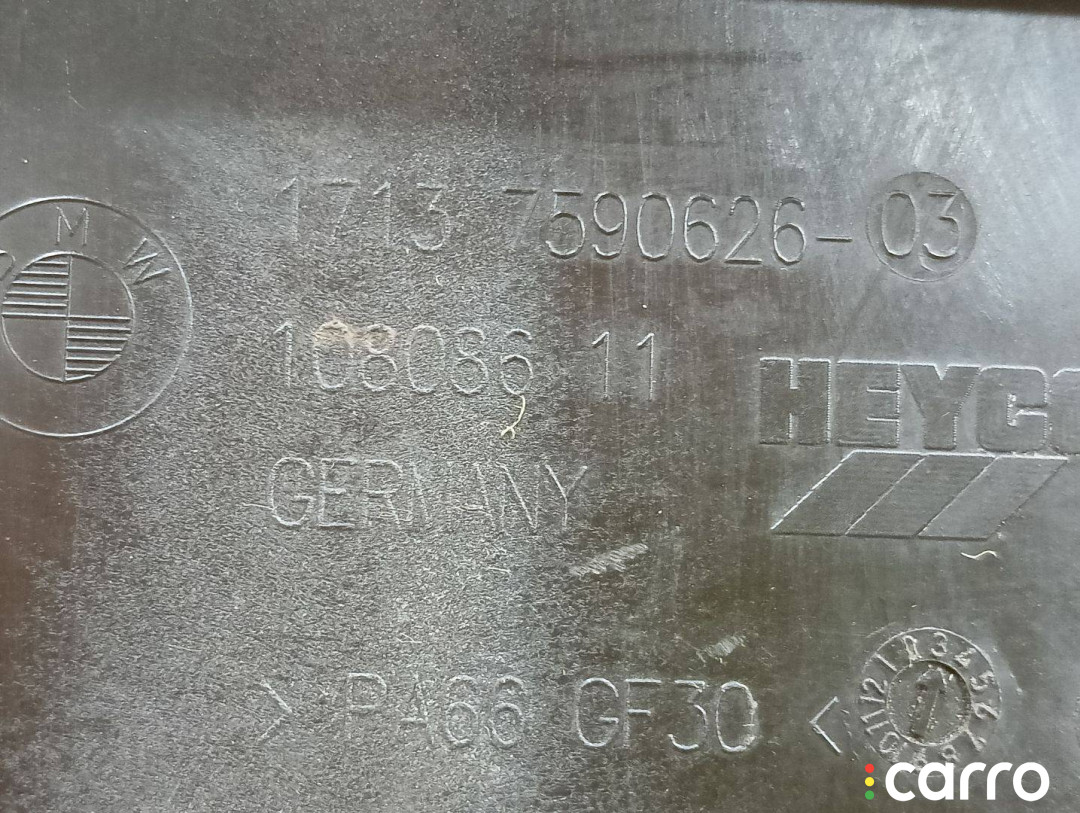 1713 7590626-03
BMW
108086 11
HEYCO
GERMANY
>PA66 GF30<
carro